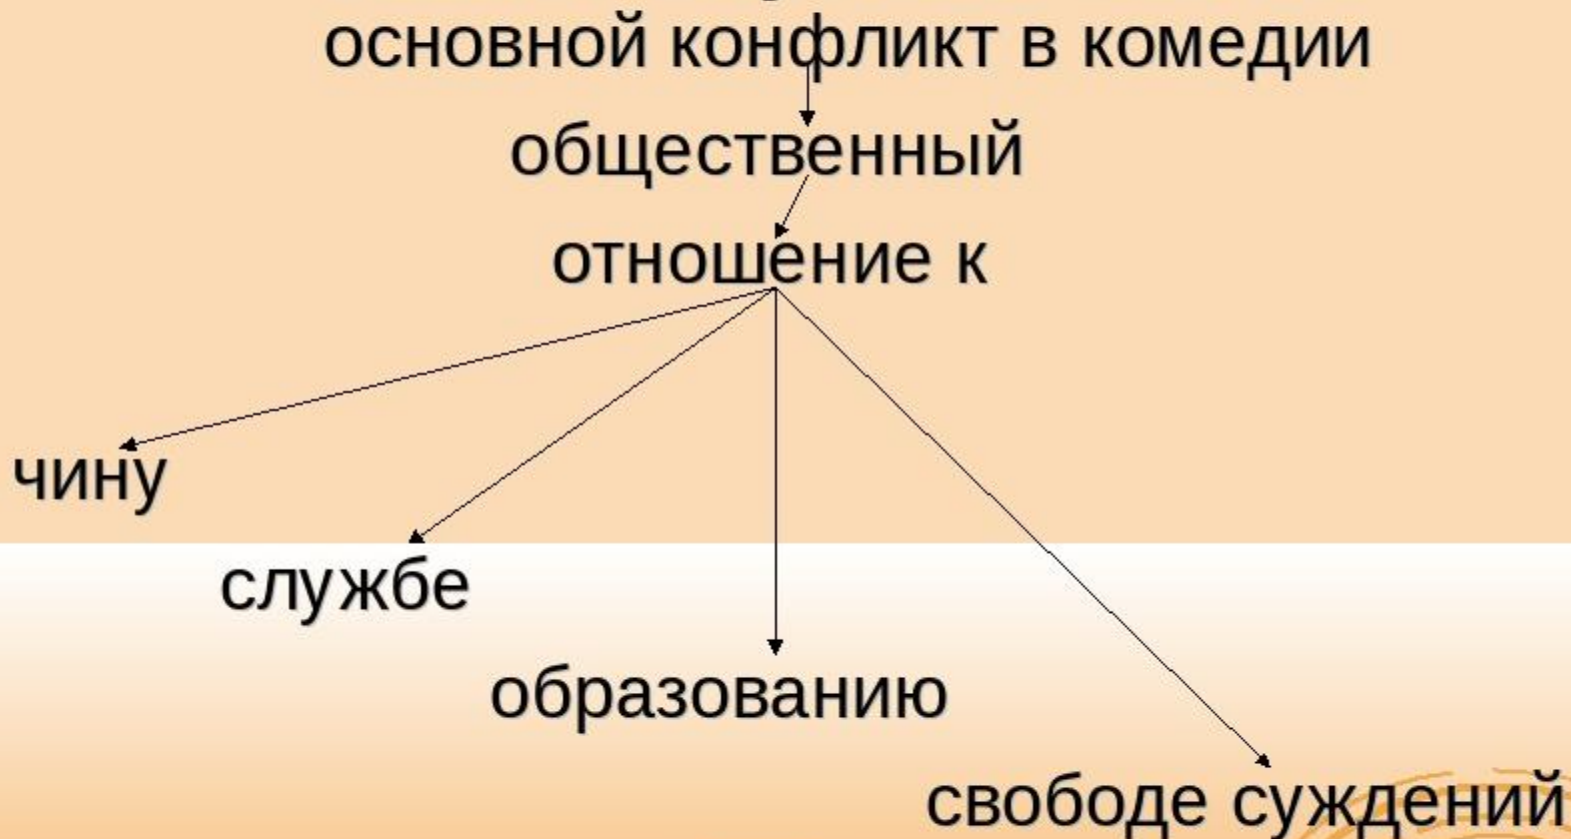 основной конфликт в комедии
общественный
отношение к
чину
службе
образованию
свободе суждений